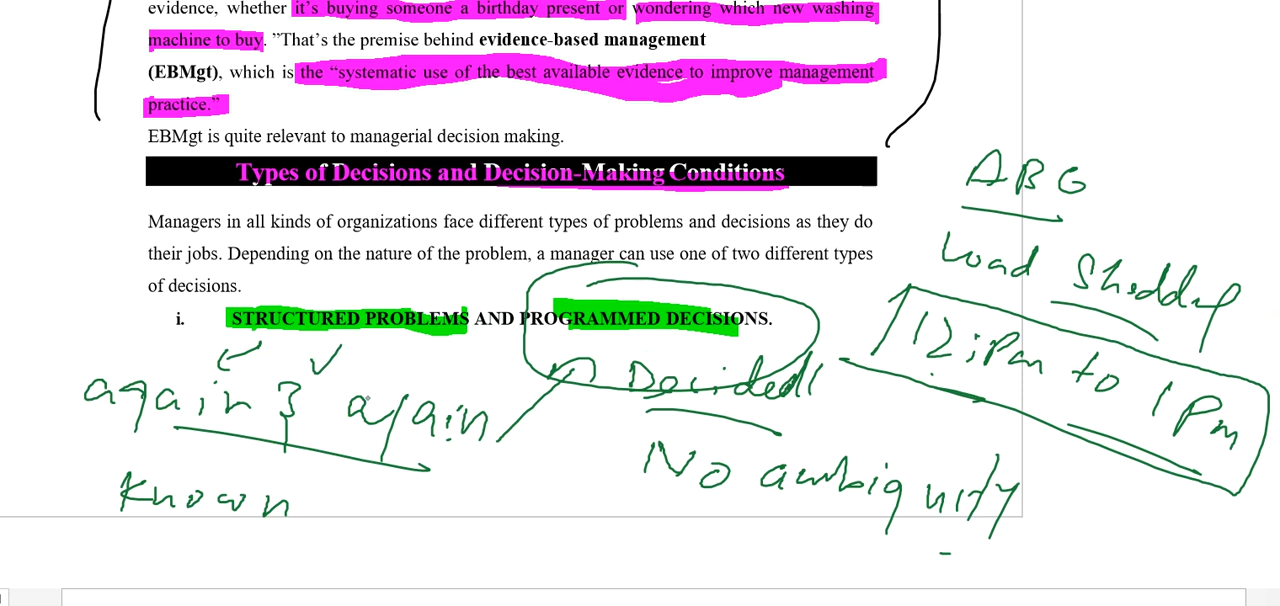 evidence, whether it's buying someone a birthday present or wondering which new washing
machine to buy. ”That's the premise behind evidence-based management
(EBMgt), which is the “systematic use of the best available evidence to improve management
practice.”
EBMgt is quite relevant to managerial decision making.
Types of Decisions and Decision-Making Conditions
Managers in all kinds of organizations face different types of problems and decisions as they do
their jobs. Depending on the nature of the problem, a manager can use one of two different types
of decisions.
i. STRUCTURED PROBLEMS AND PROGRAMMED DECISIONS.
ABG
Load
12:Pm to 1 Pm
again & again
Decided
Known
No ambiguity